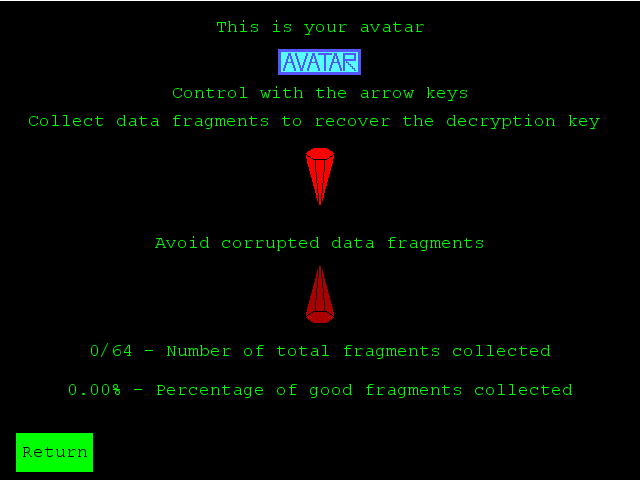 This is your avatar
AVATAR
Control with the arrow keys
Collect data fragments to recover the decryption key
Avoid corrupted data fragments
0/64 - Number of total fragments collected
0.00% - Percentage of good fragments collected
Return